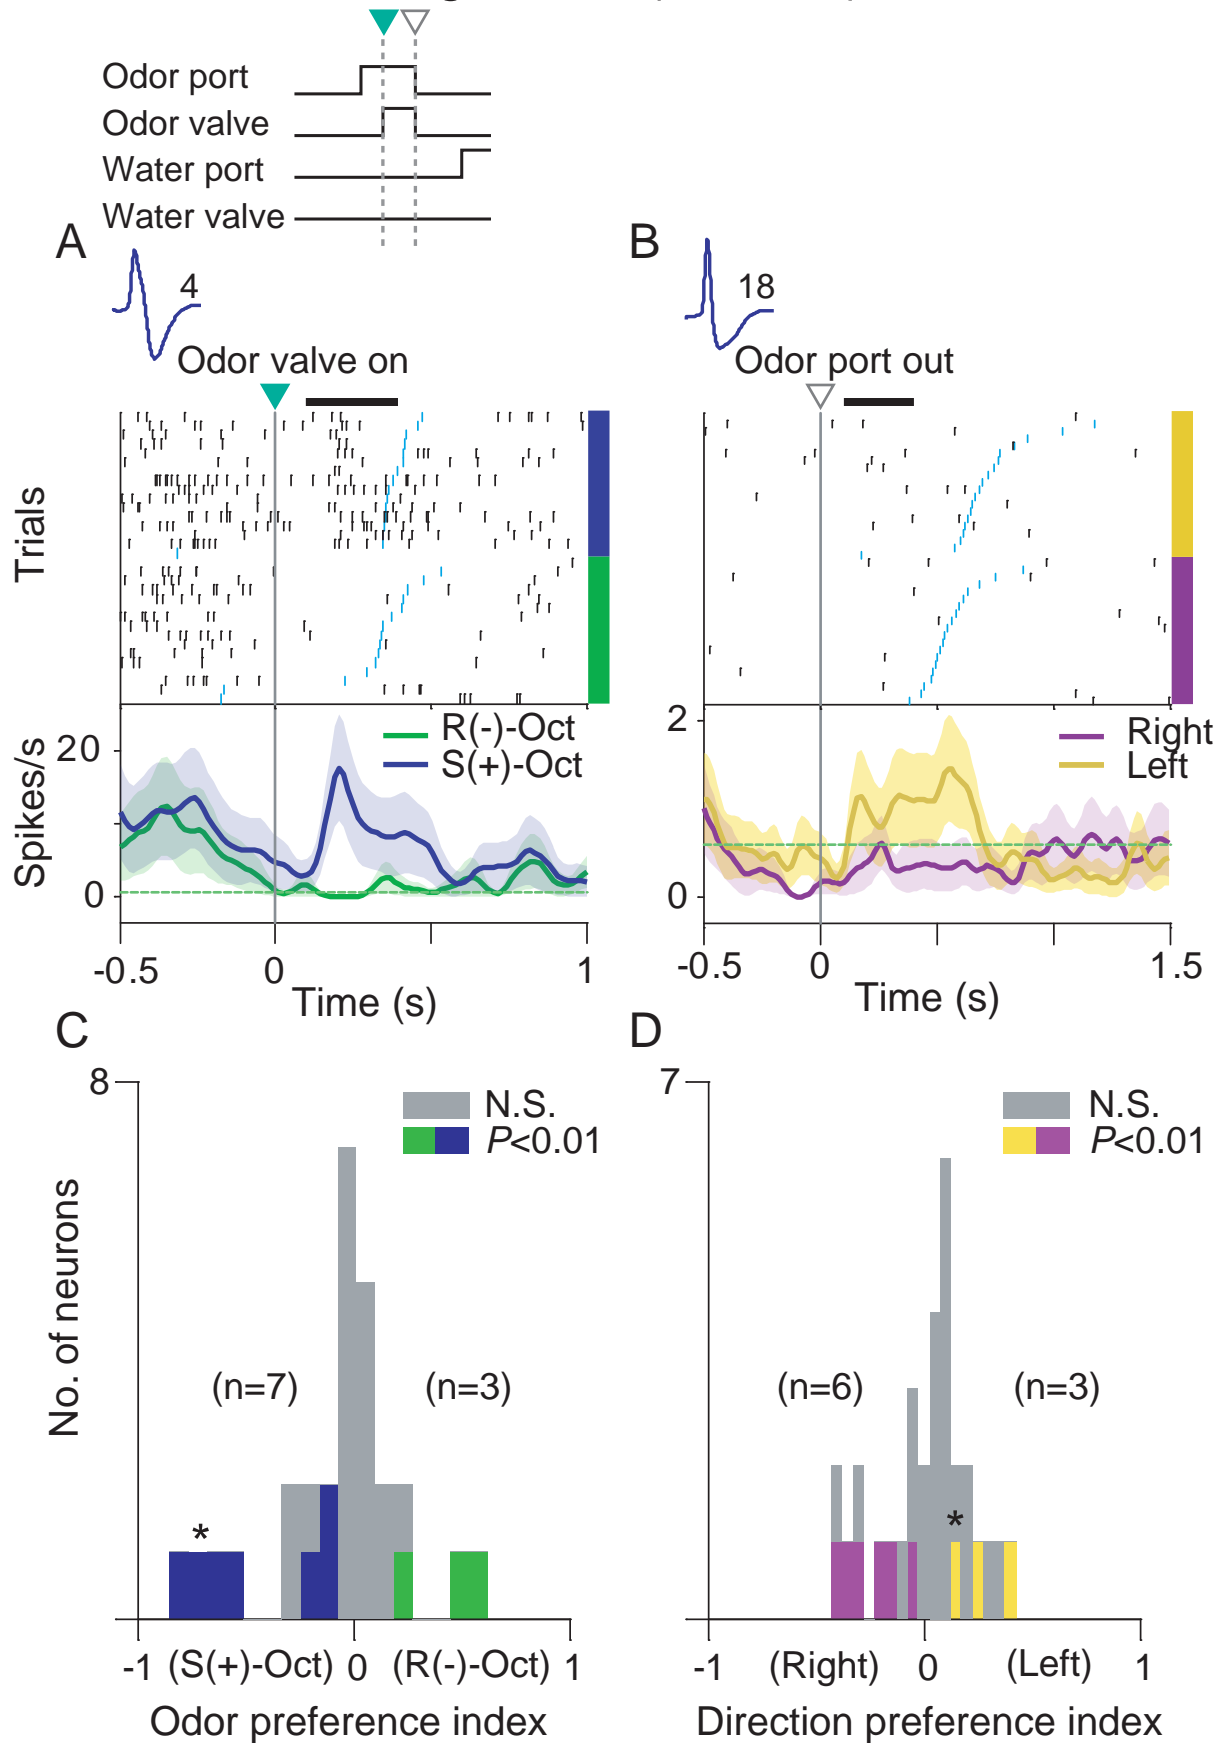 Odor port
Odor valve
Water port
Water valve
A
4
Odor valve on
Trials
R(-)-Oct
S(+)-Oct
Spikes/s
20
0
-0.5 0 1
Time (s)
B
18
Odor port out
2
0
Right
Left
-0.5 0 1.5
Time (s)
C
8
N.S.
P<0.01
No. of neurons
(n=7) (n=3)
*
-1 (S(+)-Oct) 0 (R(-)-Oct) 1
Odor preference index
D
7
N.S.
P<0.01
(n=6) (n=3)
*
-1 (Right) 0 (Left) 1
Direction preference index